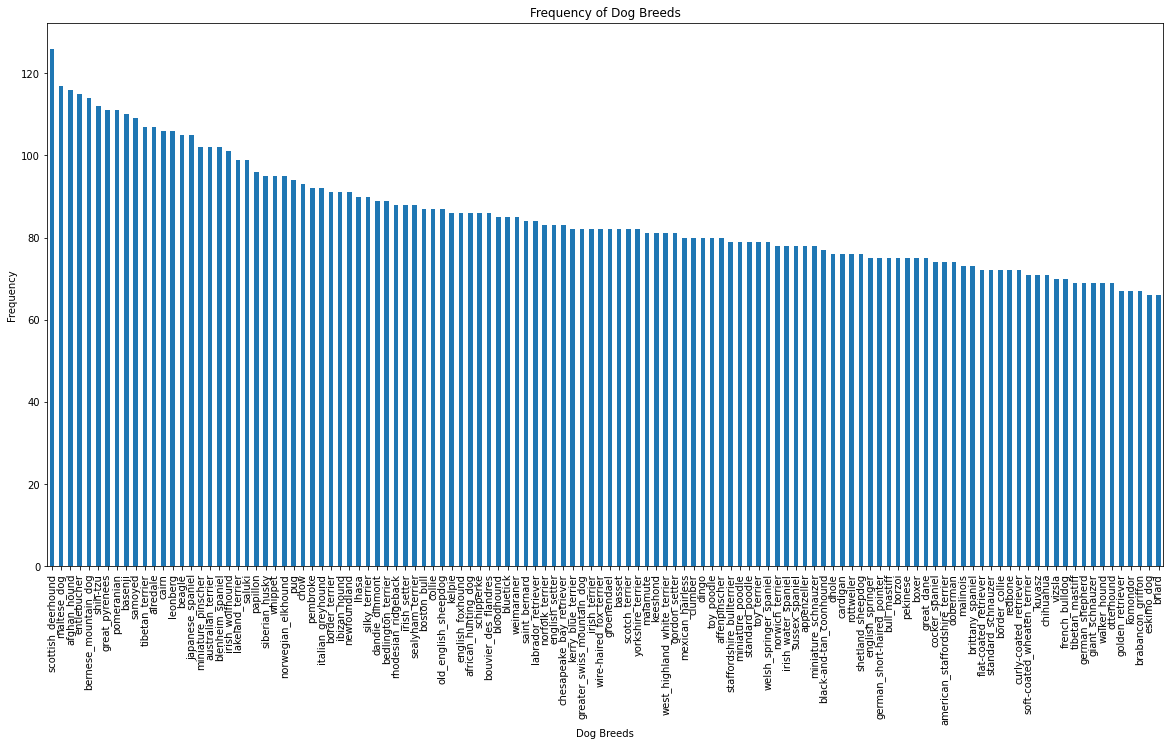 Frequency of Dog Breeds
Frequency
120
100
80
60
40
20
0
scottish_deerhound
maltese_dog
afghan_hound
entlebucher
bernese_mountain_dog
shih-tzu
great_pyrenees
pomeranian
basenji
samoyed
tibetan_terrier
airedale
cairn
leonberg
beagle
japanese_spaniel
miniature_pinscher
australian_terrier
blenheim_spaniel
irish_wolfhound
lakeland_terrier
saluki
papillon
siberian_husky
whippet
norwegian_elkhound
pug
chow
pembroke
italian_greyhound
border_terrier
ibizan_hound
newfoundland
lhasa
silky_terrier
dandie_dinmont
bedlington_terrier
rhodesian_ridgeback
irish_setter
sealyham_terrier
boston_bull
collie
old_english_sheepdog
kelpie
english_foxhound
african_hunting_dog
schipperke
bouvier_des_flandres
bloodhound
bluetick
weimaraner
saint_bernard
labrador_retriever
norfolk_terrier
english_setter
chesapeake_bay_retriever
kerry_blue_terrier
greater_swiss_mountain_dog
irish_terrier
wire-haired_fox_terrier
groenendael
basset
scotch_terrier
yorkshire_terrier
malamute
keeshond
west_highland_white_terrier
gordon_setter
mexican_hairless
clumber
dingo
toy_poodle
affenpinscher
staffordshire_bullterrier
miniature_poodle
standard_poodle
toy_terrier
welsh_springer_spaniel
norwich_terrier
irish_water_spaniel
sussex_spaniel
appenzeller
miniature_schnauzer
black-and-tan_coonhound
dhole
cardigan
rottweiler
shetland_sheepdog
english_springer
german_short-haired_pointer
bull_mastiff
borzoi
pekinese
boxer
great_dane
cocker_spaniel
american_staffordshire_terrier
doberman
malinois
brittany_spaniel
flat-coated_retriever
standard_schnauzer
border_collie
redbone
curly-coated_retriever
soft-coated_wheaten_terrier
kuvasz
chihuahua
vizsla
french_bulldog
tibetan_mastiff
german_shepherd
giant_schnauzer
walker_hound
otterhound
golden_retriever
komondor
brabancon_griffon
eskimo_dog
briard
Dog Breeds